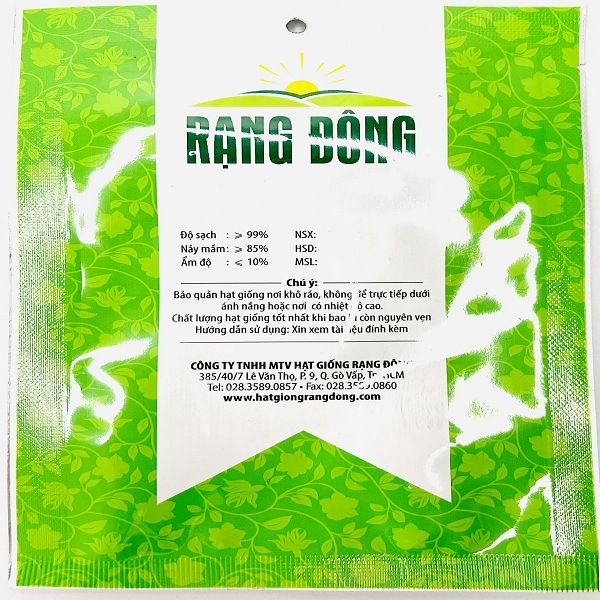 RẠNG ĐÔNG
Độ sạch : ⩾ 99% NSX:
Nảy mầm : ⩾ 85% HSD:
Ẩm độ : ⩽ 10% MSL:
Chú ý:
Bảo quản hạt giống nơi khô ráo, không để trực tiếp dưới
ánh nắng hoặc nơi có nhiệt độ cao.
Chất lượng hạt giống tốt nhất khi bao bì còn nguyên vẹn
Hướng dẫn sử dụng: Xin xem tài liệu đính kèm
CÔNG TY TNHH MTV HẠT GIỐNG RẠNG ĐÔNG
385/40/7 Lê Văn Thọ, P. 9, Q. Gò Vấp, Tp. HCM
Tel: 028.3589.0857 • Fax: 028.3589.0860
www.hatgiongrangdong.com